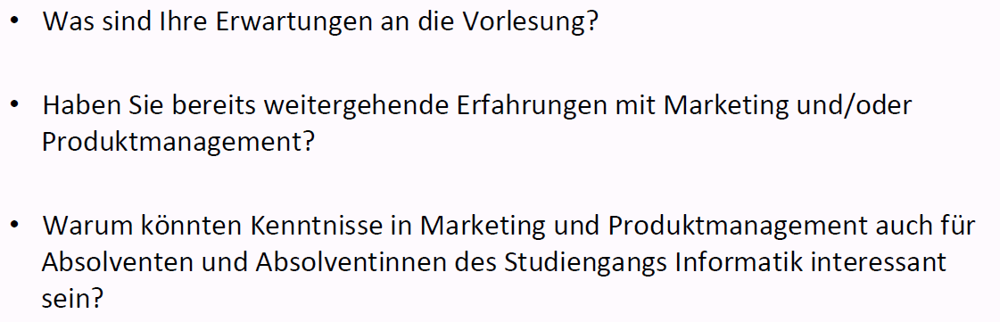 • Was sind Ihre Erwartungen an die Vorlesung?
• Haben Sie bereits weitergehende Erfahrungen mit Marketing und/oder
Produktmanagement?
• Warum könnten Kenntnisse in Marketing und Produktmanagement auch für
Absolventen und Absolventinnen des Studiengangs Informatik interessant
sein?